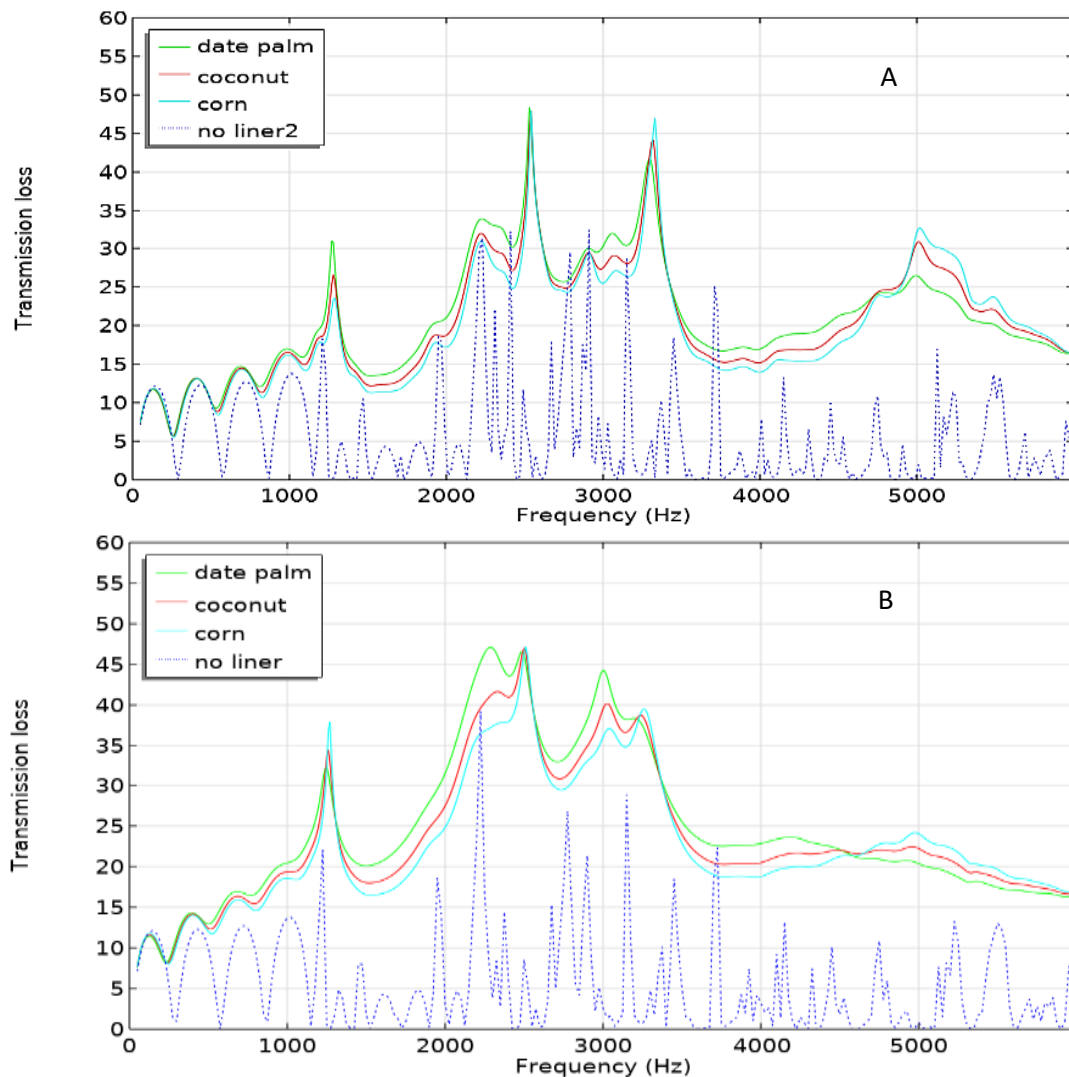 60
55
50
45
40
35
30
25
20
15
10
5
0
Transmission loss
date palm
coconut
corn
no liner2
A
0 1000 2000 3000 4000 5000
Frequency (Hz)
60
55
50
45
40
35
30
25
20
15
10
5
0
Transmission loss
date palm
coconut
corn
no liner
B
0 1000 2000 3000 4000 5000
Frequency (Hz)